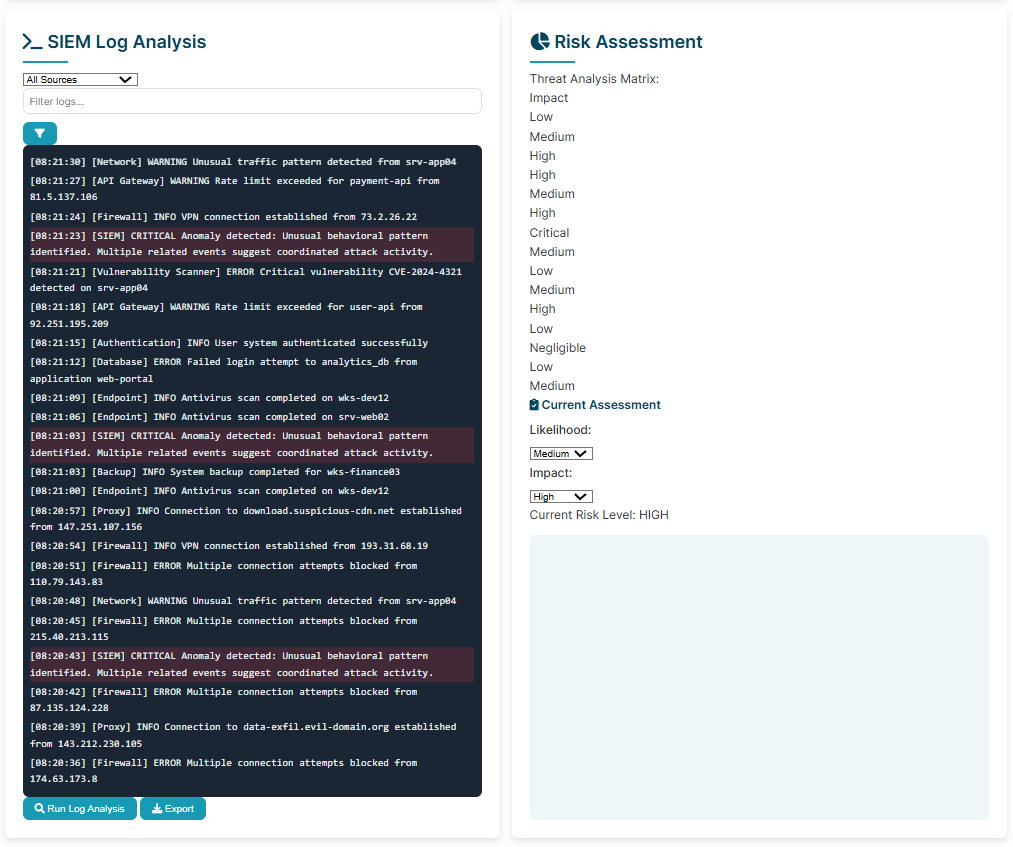 SIEM Log Analysis
All Sources
Filter logs...
[08:21:30] [Network] WARNING Unusual traffic pattern detected from srv-app04
[08:21:27] [API Gateway] WARNING Rate limit exceeded for payment-api from
81.5.137.106
[08:21:24] [Firewall] INFO VPN connection established from 73.2.26.22
[08:21:23] [SIEM] CRITICAL Anomaly detected: Unusual behavioral pattern
identified. Multiple related events suggest coordinated attack activity.
[08:21:21] [Vulnerability Scanner] ERROR Critical vulnerability CVE-2024-4321
detected on srv-app04
[08:21:18] [API Gateway] WARNING Rate limit exceeded for user-api from
92.251.195.209
[08:21:15] [Authentication] INFO User system authenticated successfully
[08:21:12] [Database] ERROR Failed login attempt to analytics_db from
application web-portal
[08:21:09] [Endpoint] INFO Antivirus scan completed on wks-dev12
[08:21:06] [Endpoint] INFO Antivirus scan completed on srv-web02
[08:21:03] [SIEM] CRITICAL Anomaly detected: Unusual behavioral pattern
identified. Multiple related events suggest coordinated attack activity.
[08:21:03] [Backup] INFO System backup completed for wks-finance03
[08:21:00] [Endpoint] INFO Antivirus scan completed on wks-dev12
[08:20:57] [Proxy] INFO Connection to download.suspicious-cdn.net established
from 147.251.107.156
[08:20:54] [Firewall] INFO VPN connection established from 193.31.68.19
[08:20:51] [Firewall] ERROR Multiple connection attempts blocked from
110.79.143.83
[08:20:48] [Network] WARNING Unusual traffic pattern detected from srv-app04
[08:20:45] [Firewall] ERROR Multiple connection attempts blocked from
215.40.213.115
[08:20:43] [SIEM] CRITICAL Anomaly detected: Unusual behavioral pattern
identified. Multiple related events suggest coordinated attack activity.
[08:20:42] [Firewall] ERROR Multiple connection attempts blocked from
87.135.124.228
[08:20:39] [Proxy] INFO Connection to data-exfil.evil-domain.org established
from 143.212.230.105
[08:20:36] [Firewall] ERROR Multiple connection attempts blocked from
174.63.173.8
Run Log Analysis
Export
Risk Assessment
Threat Analysis Matrix:
Impact
Low
Medium
High
High
Medium
High
Critical
Medium
Low
Medium
High
Low
Negligible
Low
Medium
Current Assessment
Likelihood:
Medium
Impact:
High
Current Risk Level: HIGH